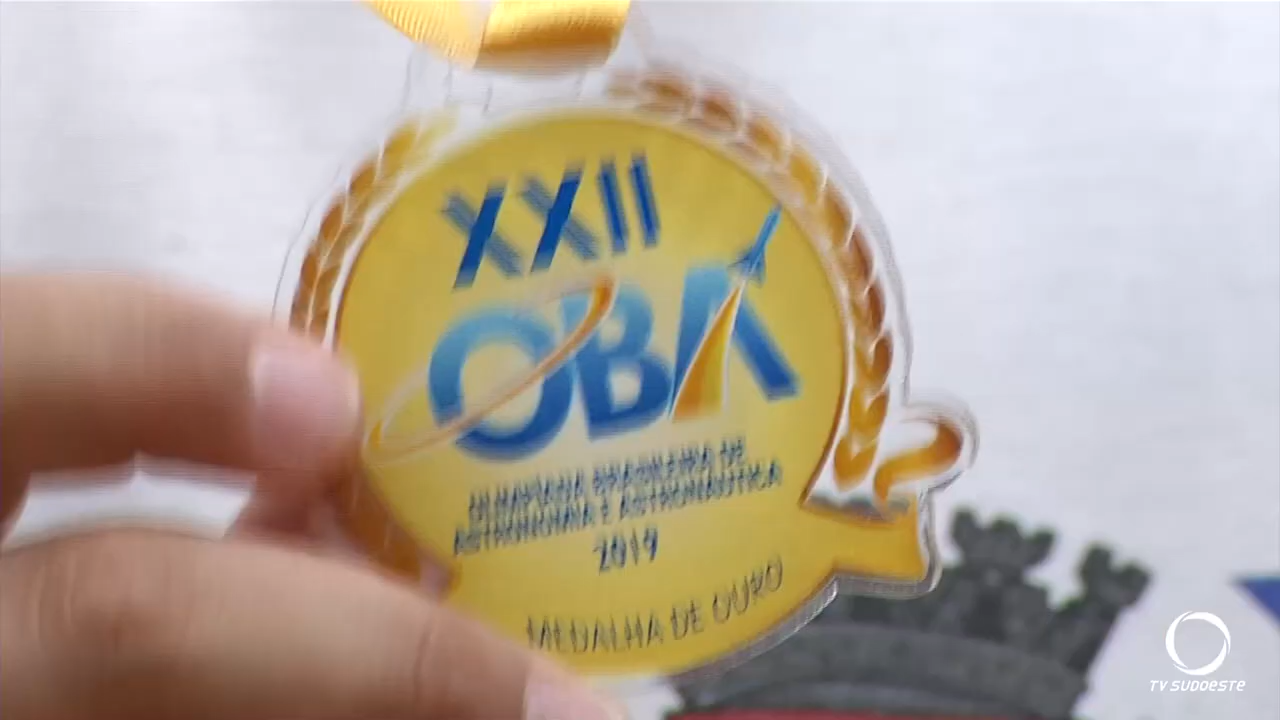 XXII
OBA
OLIMPÍADA BRASILEIRA DE
ASTRONOMIA E ASTRONÁUTICA
2019
MEDALHA DE OURO
TV SUDOESTE